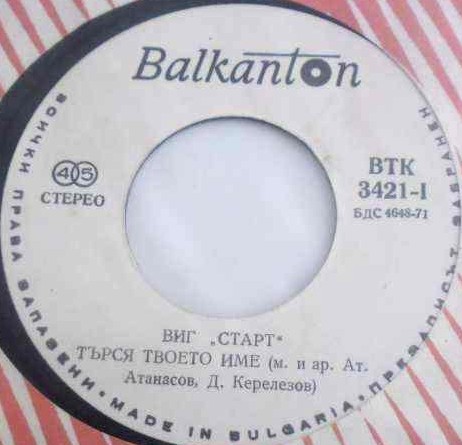 Balkanton
45
СТЕРЕО
ВТК
3421-I
БДС 4648-71
ВИГ „СТАРТ“
ТЪРСЯ ТВОЕТО ИМЕ (м. и ар. Ат.
Атанасов, Д. Керелезов)
ВСИЧКИ ПРАВА ЗАПАЗЕНИ • MADE IN BULGARIA • ПРЕЗАПИСЪТ ЗАБРАНЕН